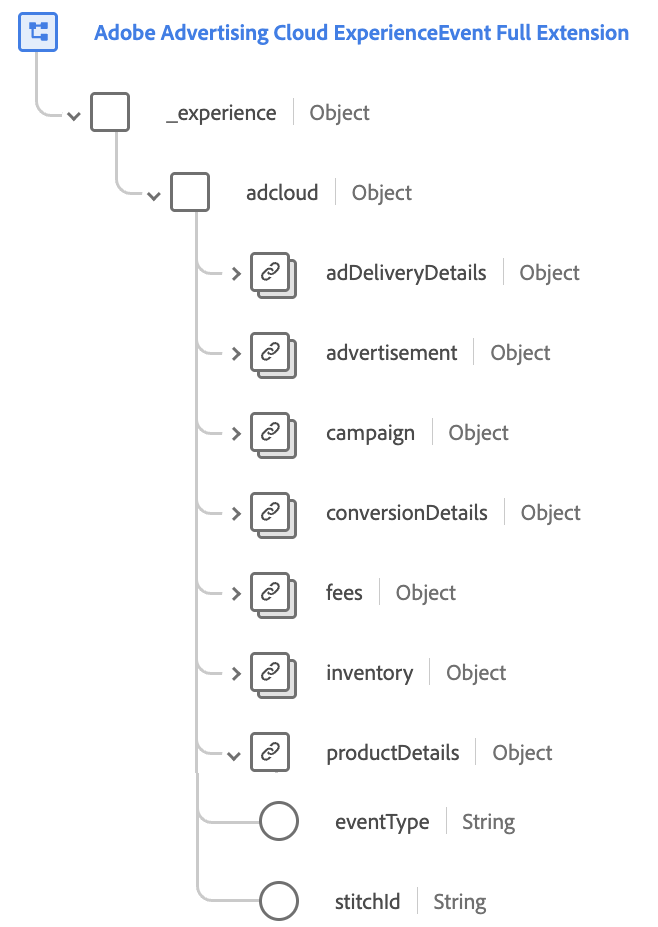 Adobe Advertising Cloud ExperienceEvent Full Extension
_experience Object
adcloud Object
adDeliveryDetails Object
advertisement Object
campaign Object
conversionDetails Object
fees Object
inventory Object
productDetails Object
eventType String
stitchId String